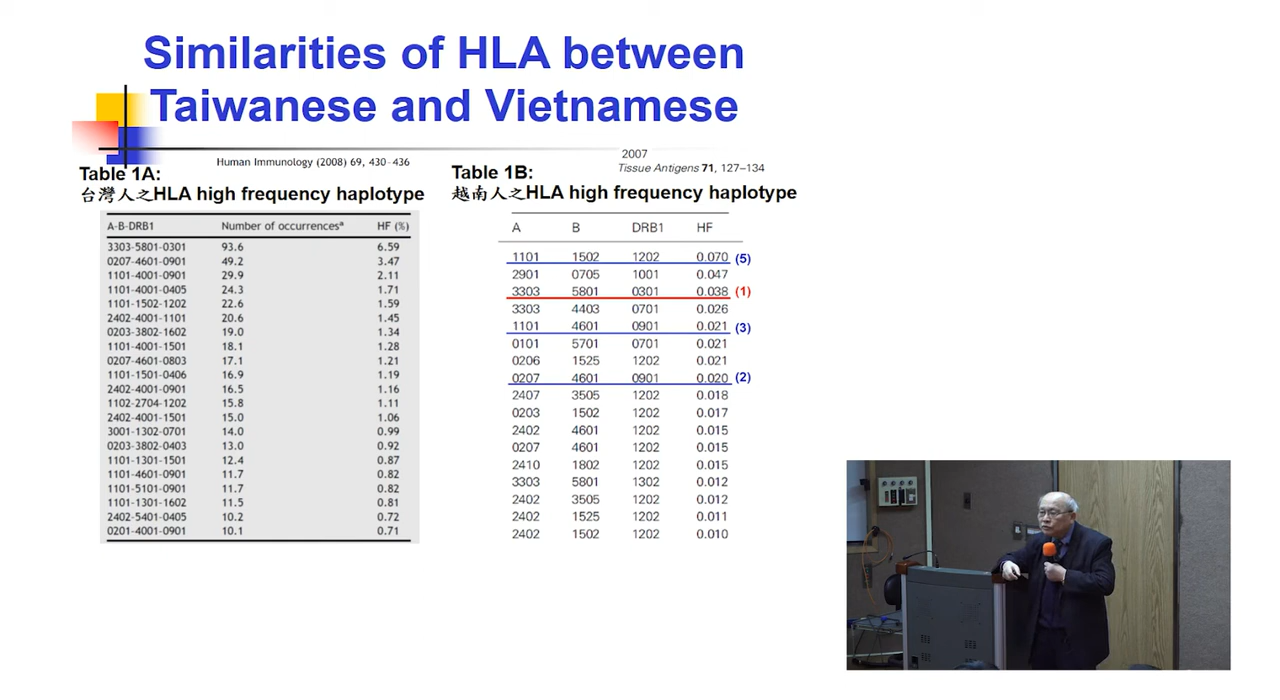 Similarities of HLA between
Taiwanese and Vietnamese
Human Immunology (2008) 69, 430-436
Table 1A:
台灣人之HLA high frequency haplotype
A-B-DRB1 Number of occurrencesª HF (%)
3303-5801-0301 93.6 6.59
0207-4601-0901 49.2 3.47
1101-4001-0901 29.9 2.11
1101-4001-0405 24.3 1.71
1101-1502-1202 22.6 1.59
2402-4001-1101 20.6 1.45
0203-3802-1602 19.0 1.34
1101-4001-1501 18.1 1.28
0207-4601-0803 17.1 1.21
1101-1501-0406 16.9 1.19
2402-4001-0901 16.5 1.16
1102-2704-1202 15.8 1.11
2402-4001-1501 15.0 1.06
3001-1302-0701 14.0 0.99
0203-3802-0403 13.0 0.92
1101-1301-1501 12.4 0.87
1101-4601-0901 11.7 0.82
1101-5101-0901 11.7 0.82
1101-1301-1602 11.5 0.81
2402-5401-0405 10.2 0.72
0201-4001-0901 10.1 0.71
2007
Tissue Antigens 71, 127–134
Table 1B:
越南人之HLA high frequency haplotype
A B DRB1 HF
1101 1502 1202 0.070 (5)
2901 0705 1001 0.047
3303 5801 0301 0.038 (1)
3303 4403 0701 0.026
1101 4601 0901 0.021 (3)
0101 5701 0701 0.021
0206 1525 1202 0.021
0207 4601 0901 0.020 (2)
2407 3505 1202 0.018
0203 1502 1202 0.017
2402 4601 1202 0.015
0207 4601 1202 0.015
2410 1802 1202 0.015
3303 5801 1302 0.012
2402 3505 1202 0.012
2402 1525 1202 0.011
2402 1502 1202 0.010